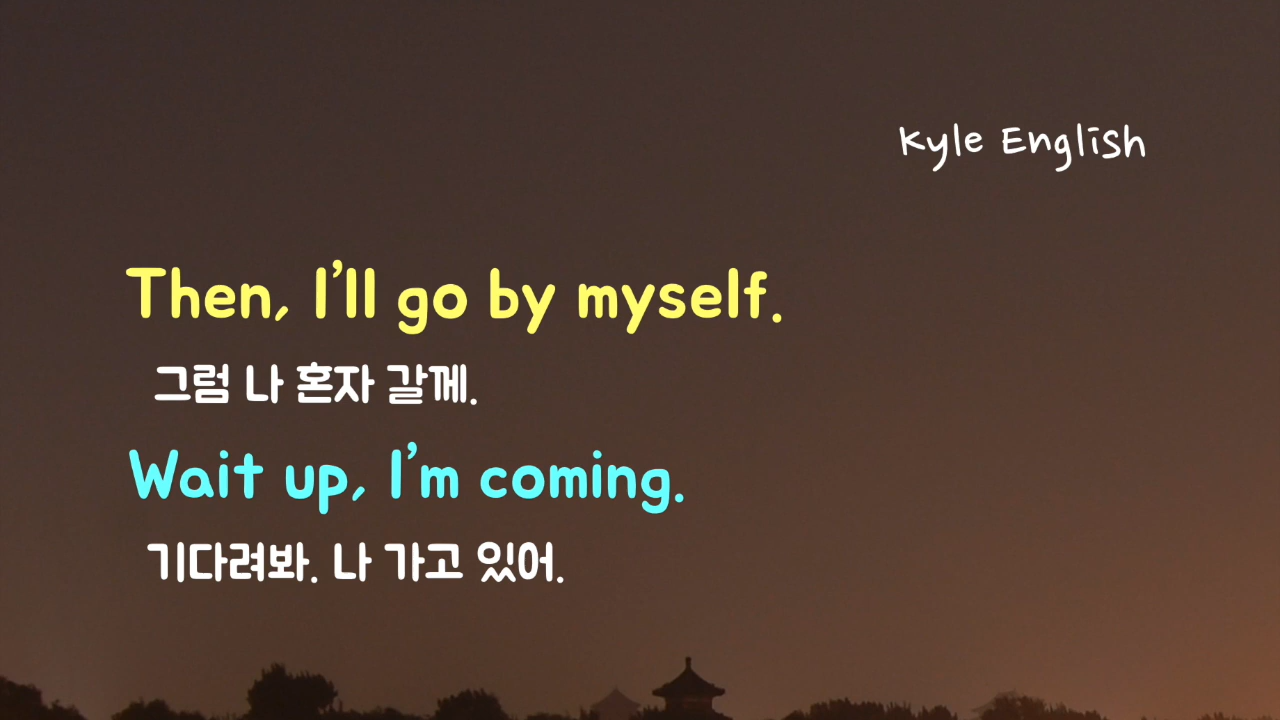 Kyle English
Then, I'll go by myself.
그럼 나 혼자 갈께.
Wait up, I'm coming.
기다려봐. 나 가고 있어.